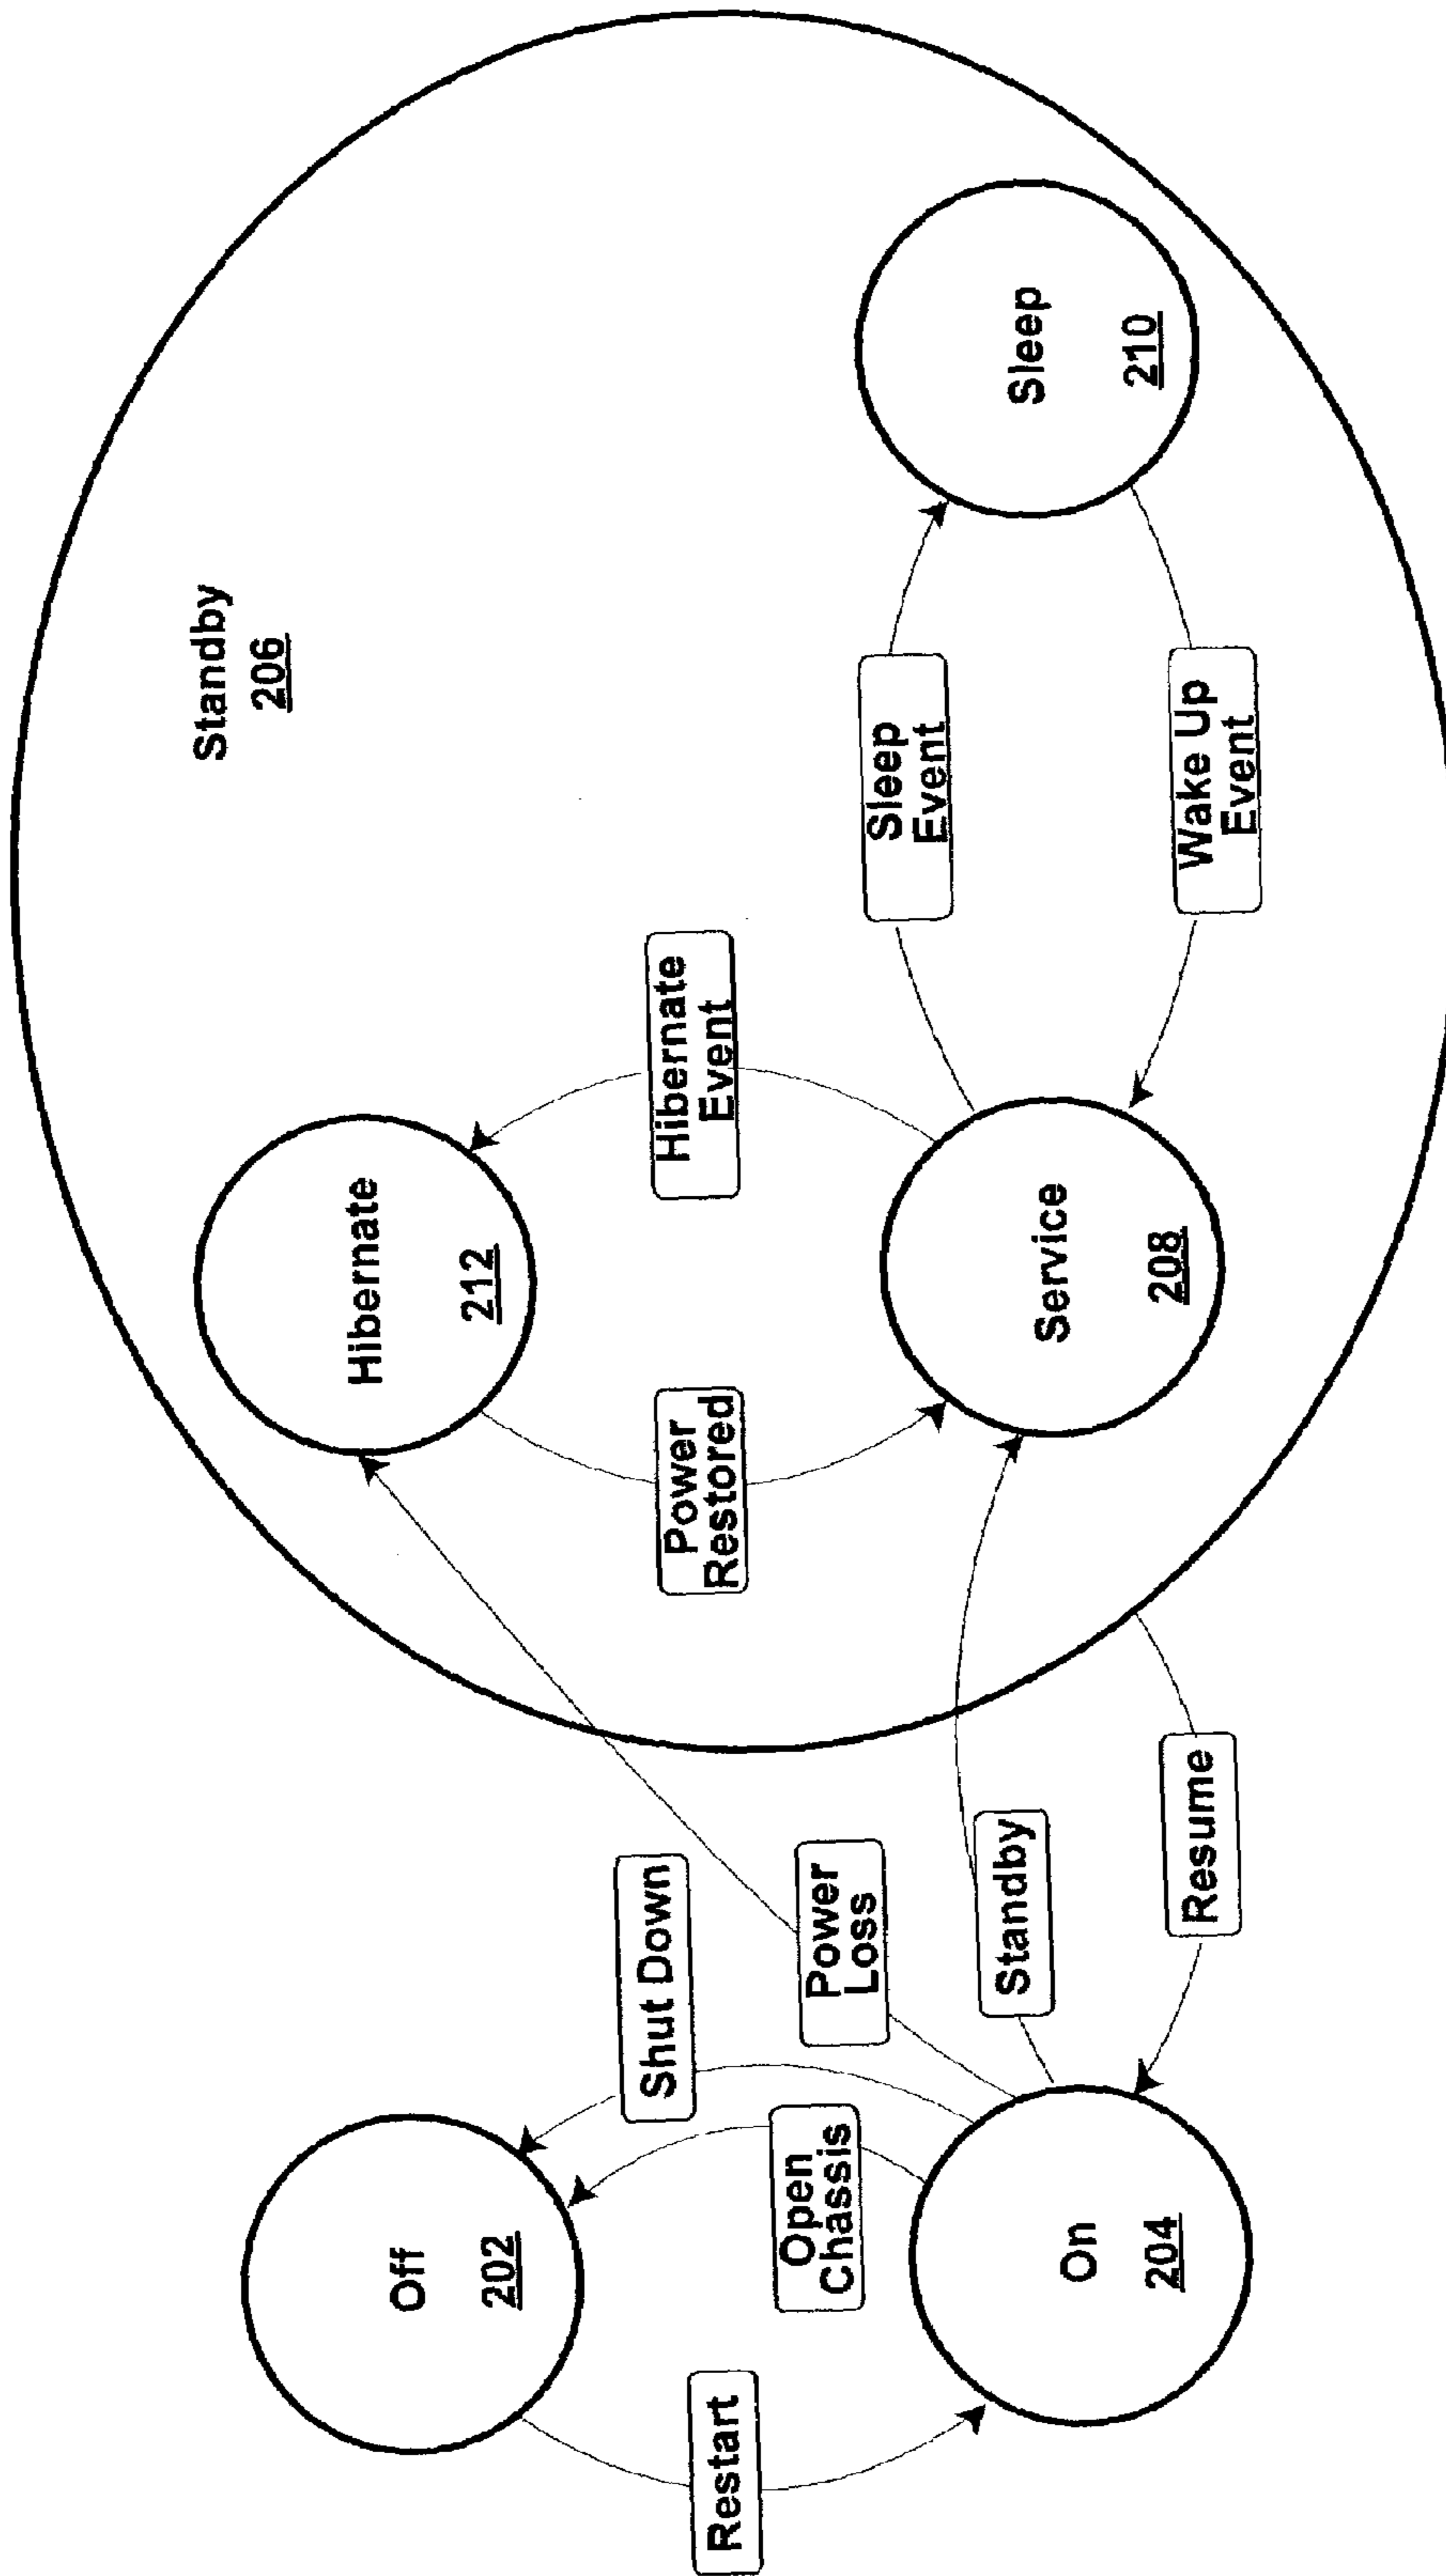 Standby
206
Hibernate
212
Hibernate
Event
Power
Restored
Sleep
Event
Sleep
210
Wake Up
Event
Service
208
Off
202
Shut Down
Power
Loss
Open
Chassis
Standby
Restart
On
204
Resume